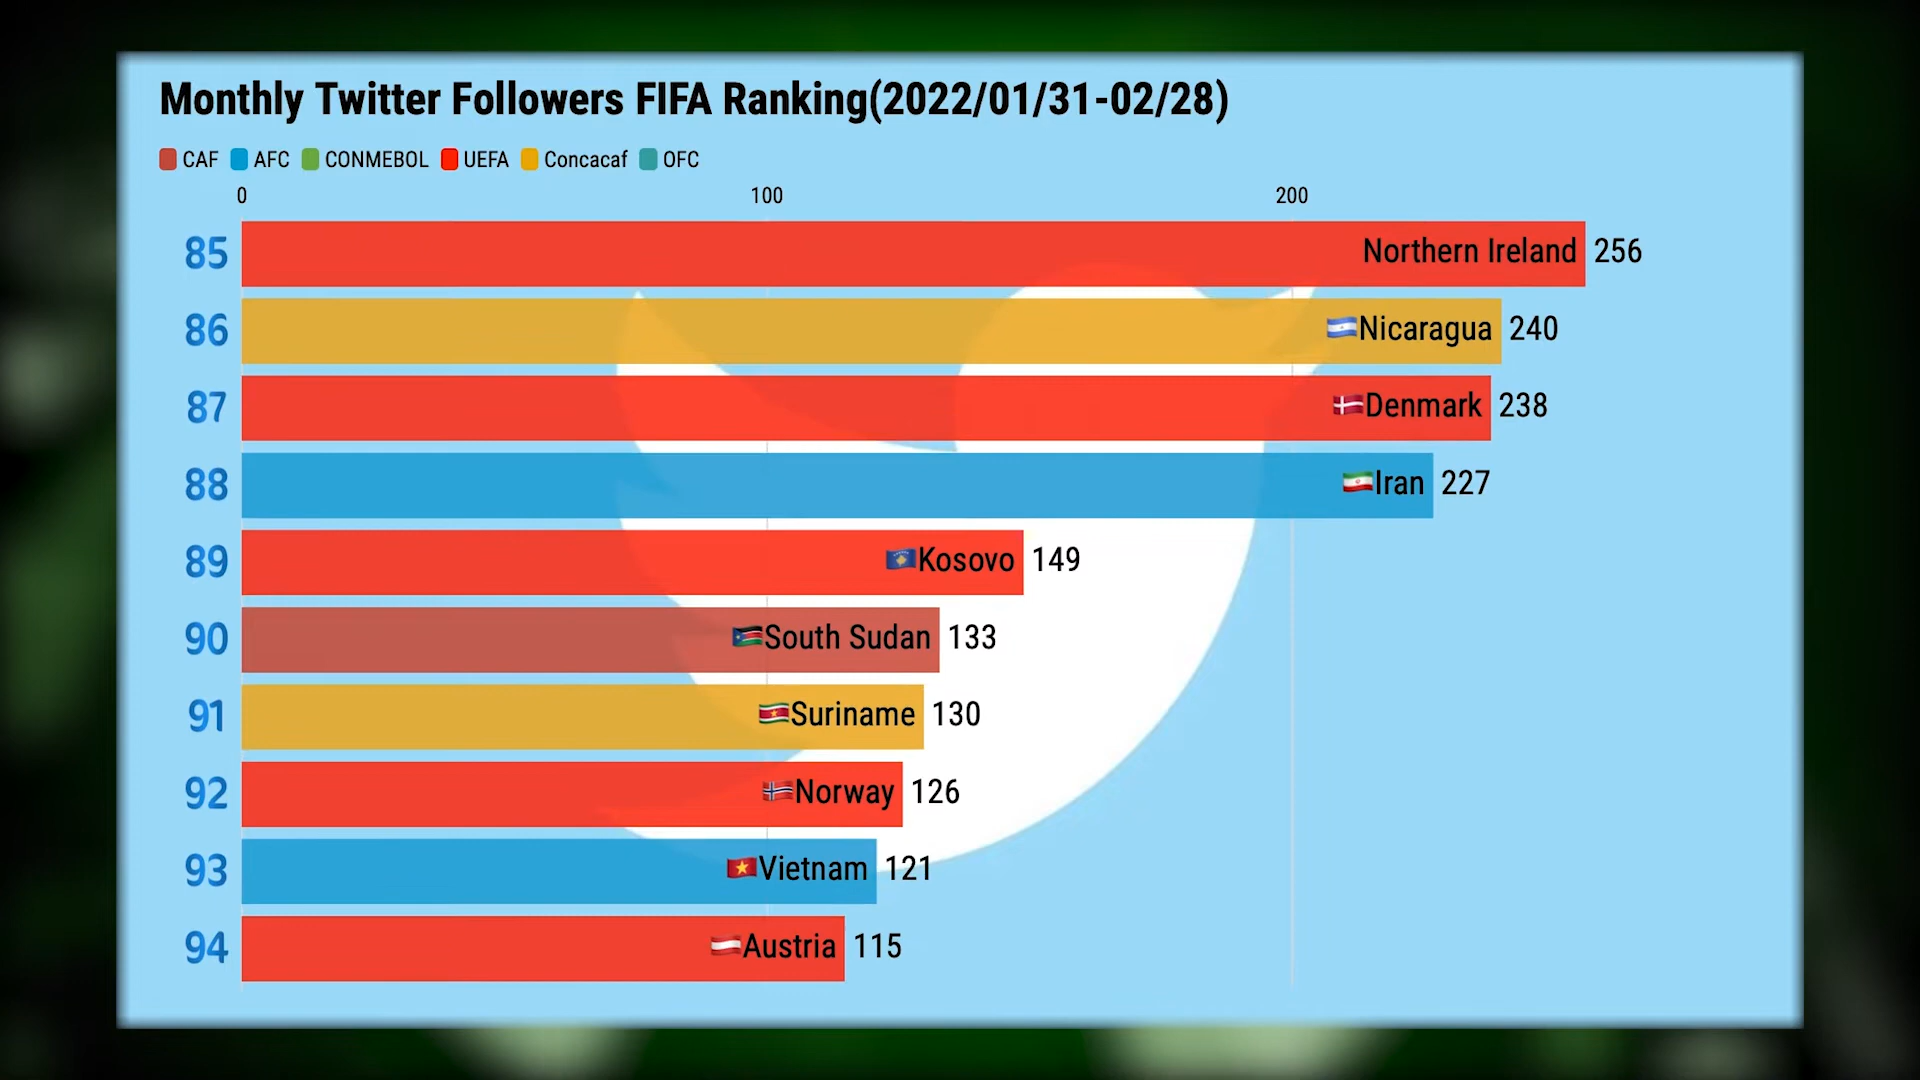 Monthly Twitter Followers FIFA Ranking(2022/01/31-02/28)
CAF AFC CONMEBOL UEFA Concacaf OFC
0 100 200
85 Northern Ireland 256
86 Nicaragua 240
87 Denmark 238
88 Iran 227
89 Kosovo 149
90 South Sudan 133
91 Suriname 130
92 Norway 126
93 Vietnam 121
94 Austria 115